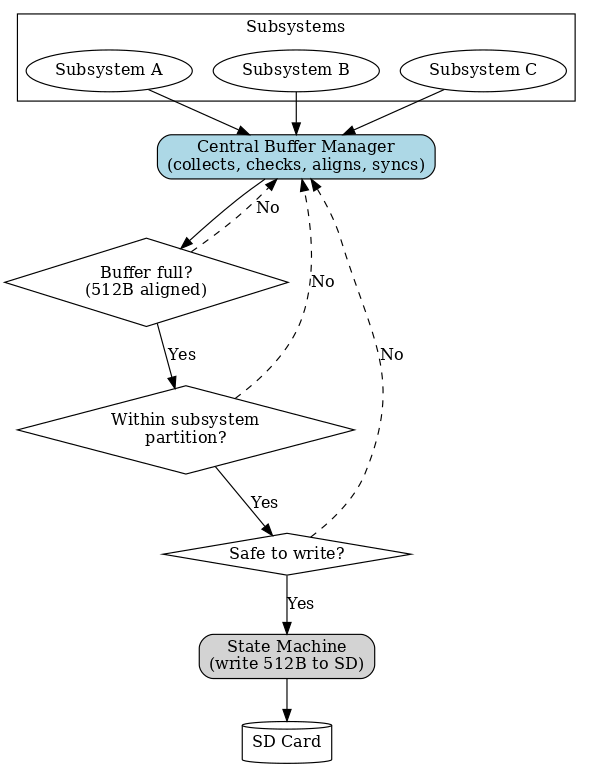 Subsystems
Subsystem A
Subsystem B
Subsystem C
Central Buffer Manager
(collects, checks, aligns, syncs)
No
Buffer full?
(512B aligned)
No
Yes
No
Within subsystem
partition?
Yes
Safe to write?
Yes
State Machine
(write 512B to SD)
SD Card